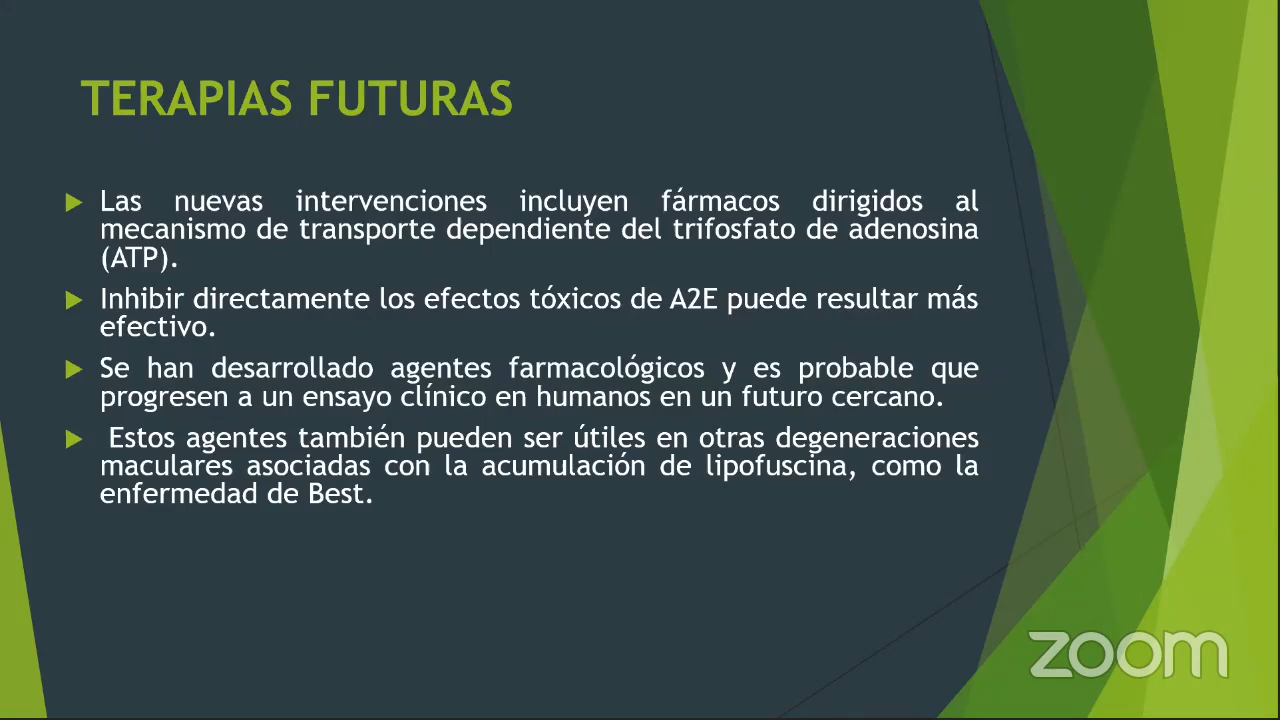 TERAPIAS FUTURAS
Las nuevas intervenciones incluyen fármacos dirigidos al
mecanismo de transporte dependiente del trifosfato de adenosina
(ATP).
Inhibir directamente los efectos tóxicos de A2E puede resultar más
efectivo.
Se han desarrollado agentes farmacológicos y es probable que
progresen a un ensayo clínico en humanos en un futuro cercano.
Estos agentes también pueden ser útiles en otras degeneraciones
maculares asociadas con la acumulación de lipofuscina, como la
enfermedad de Best.
zoom